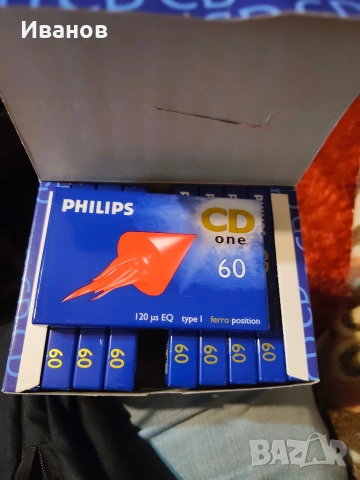 Иванов
PHILIPS
CD
one
60
120 µs EQ type I ferro position
60
60
60
60
60
60
60
BAZAR
bg